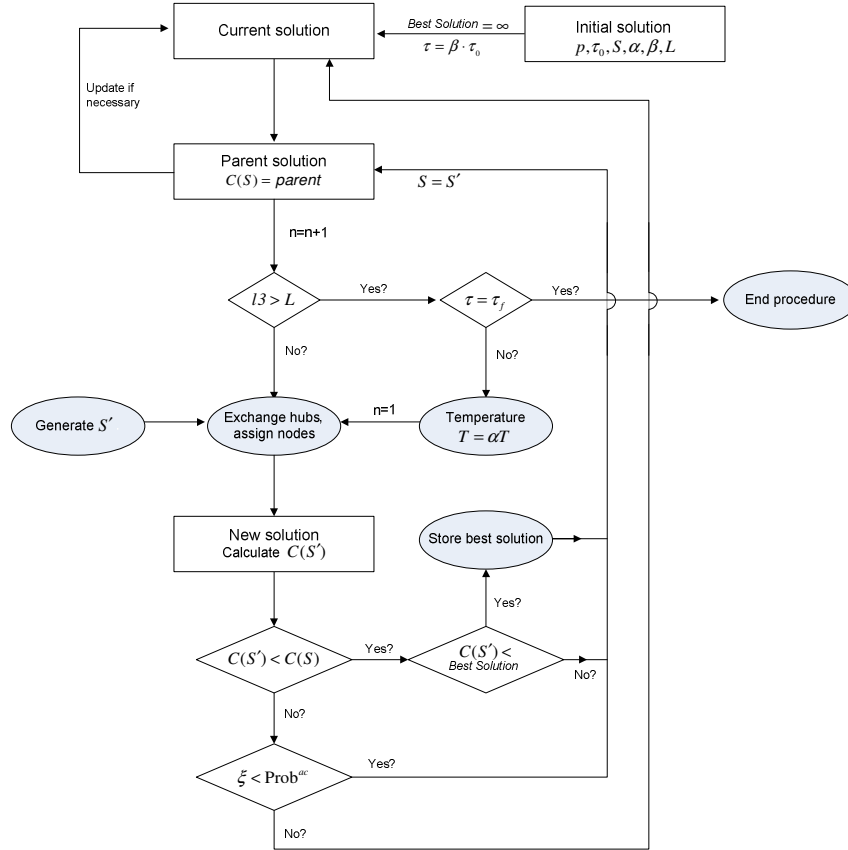 Current solution
Best Solution = ∞
τ = β · τ₀
Initial solution
p, τ₀, S, α, β, L
Update if
necessary
Parent solution
C(S) = parent
S = S′
n=n+1
l3 > L
Yes?
τ = τ_f
Yes?
End procedure
No?
No?
Generate S′
Exchange hubs,
assign nodes
n=1
Temperature
T = αT
New solution
Calculate C(S′)
Store best solution
Yes?
C(S′) < C(S)
Yes?
C(S′) <
Best Solution
No?
No?
ξ < Prob^ac
Yes?
No?